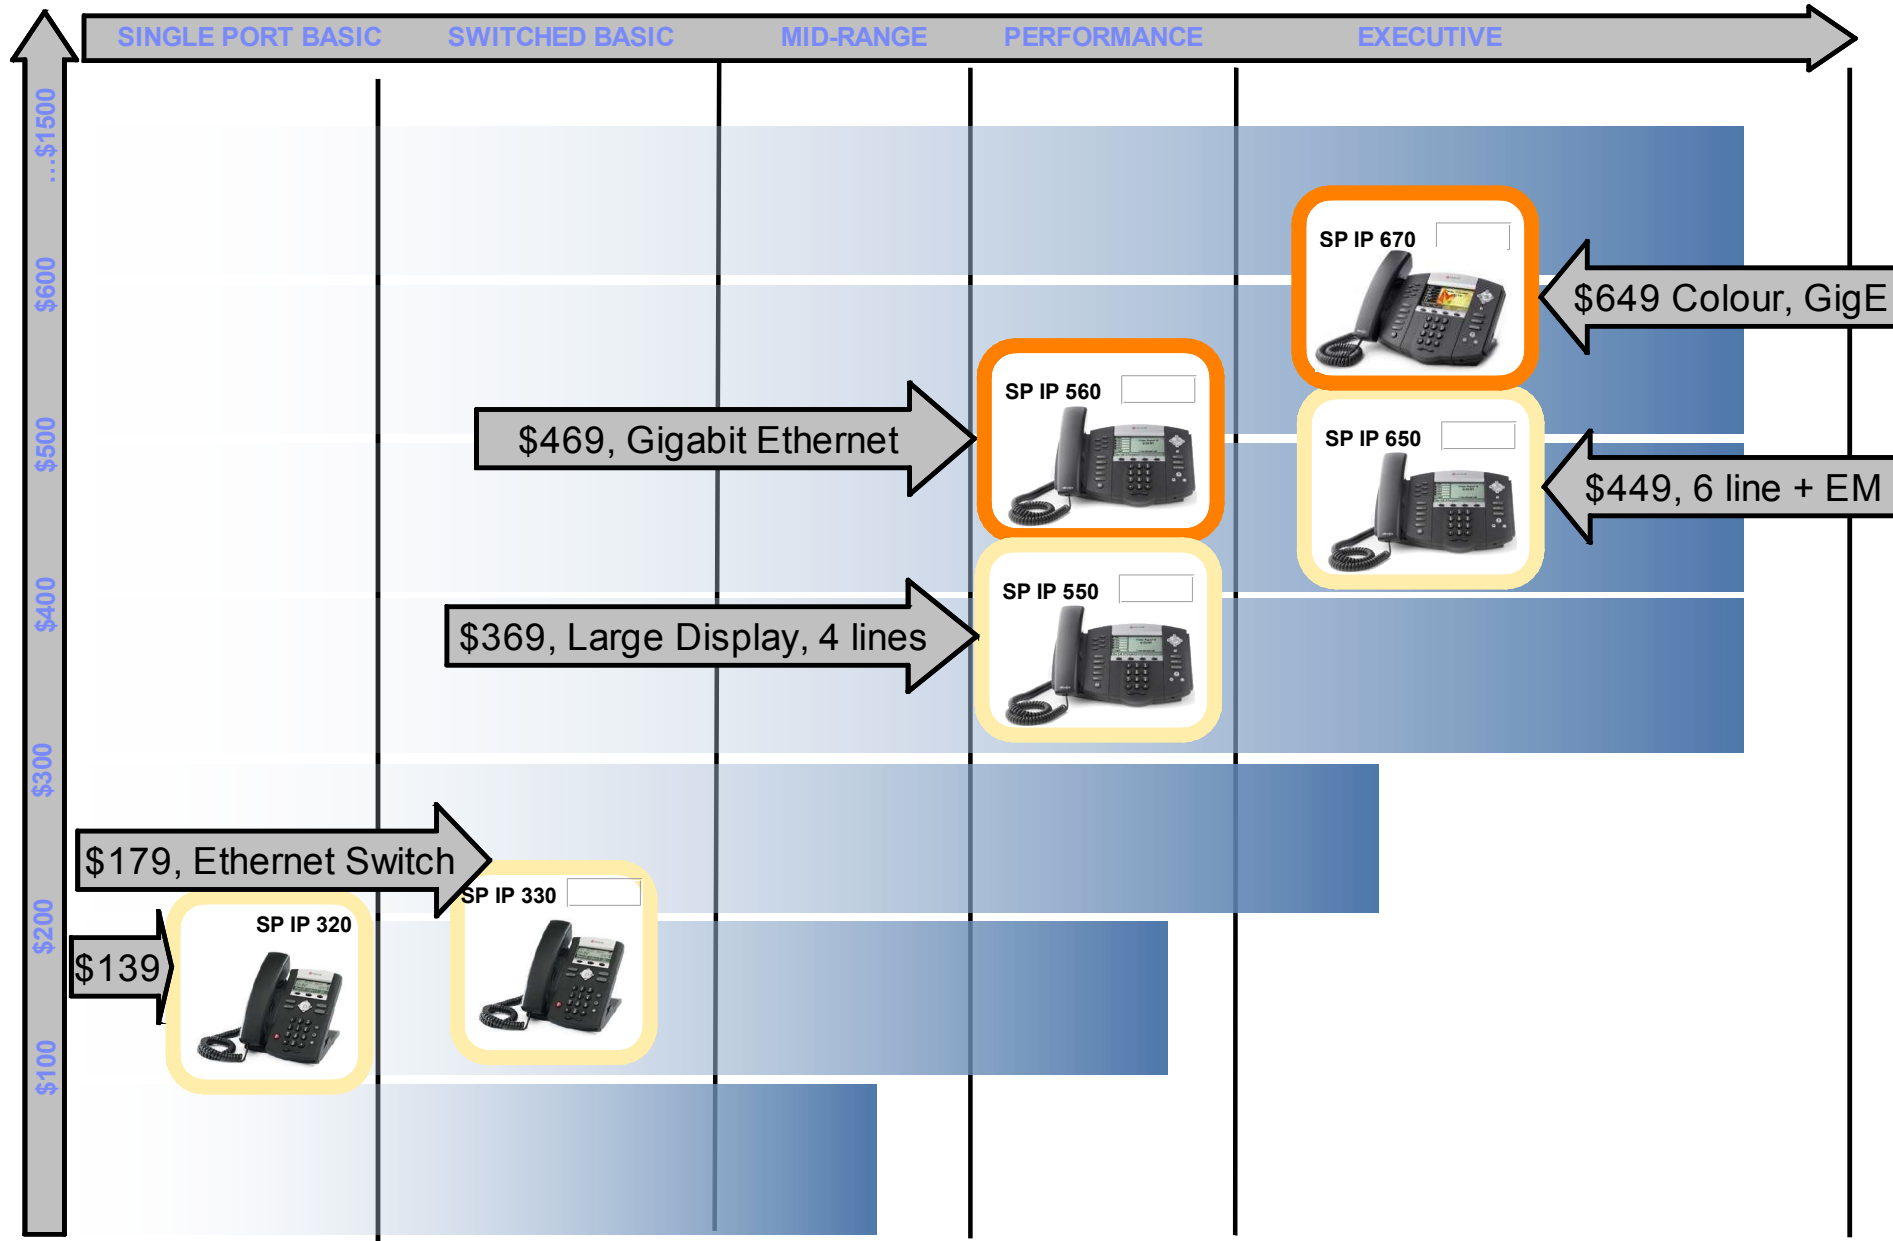 SINGLE PORT BASIC
SWITCHED BASIC
MID-RANGE
PERFORMANCE
EXECUTIVE
....$1500
$600
$500
$400
$300
$200
$100
SP IP 670
$649 Colour, GigE
SP IP 560
$469, Gigabit Ethernet
SP IP 650
$449, 6 line + EM
SP IP 550
$369, Large Display, 4 lines
$179, Ethernet Switch
SP IP 330
SP IP 320
$139